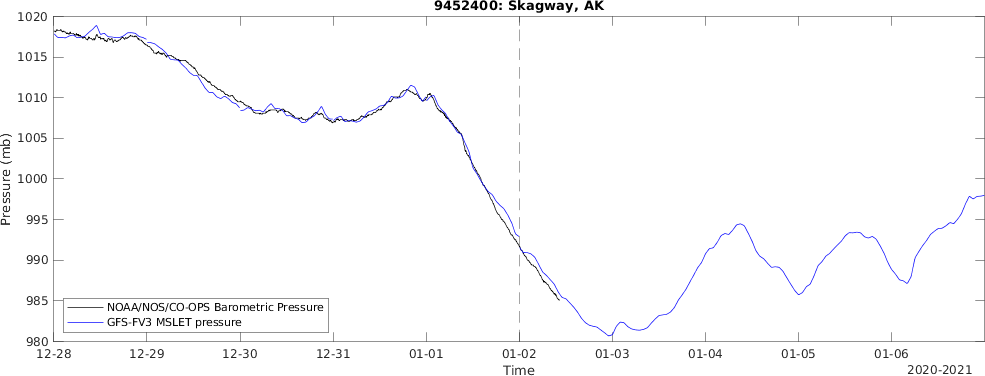 9452400: Skagway, AK
1020
1015
1010
1005
1000
995
990
985
980
Pressure (mb)
NOAA/NOS/CO-OPS Barometric Pressure
GFS-FV3 MSLET pressure
12-28 12-29 12-30 12-31 01-01 01-02 01-03 01-04 01-05 01-06
Time
2020-2021